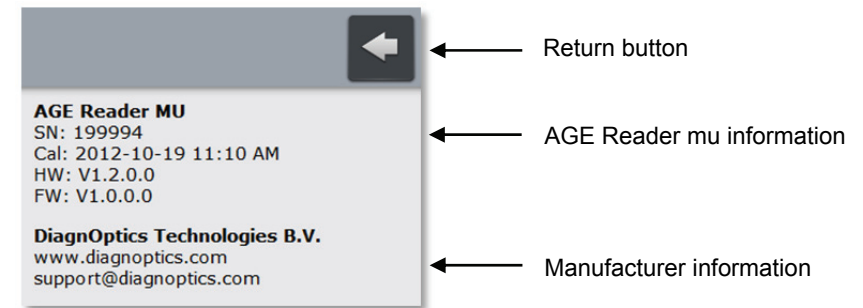 Return button
AGE Reader MU
SN: 199994
Cal: 2012-10-19 11:10 AM
HW: V1.2.0.0
FW: V1.0.0.0
AGE Reader mu information
DiagnOptics Technologies B.V.
www.diagnoptics.com
support@diagnoptics.com
Manufacturer information